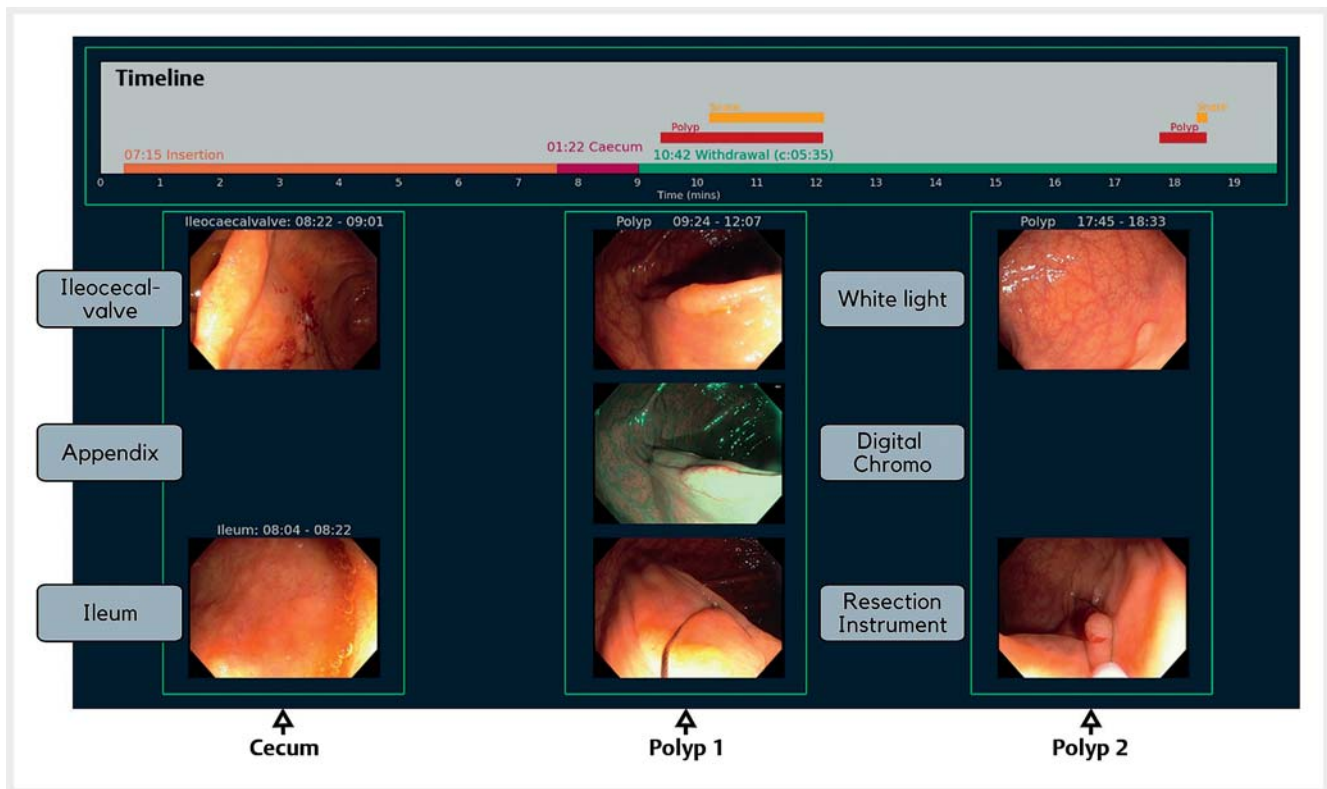 Timeline
Snare
Snare
Polyp
Polyp
07:15 Insertion
01:22 Caecum
10:42 Withdrawal (c:05:35)
0 1 2 3 4 5 6 7 8 9 10 11 12 13 14 15 16 17 18 19
Time (mins)
Ileocaecalvalve: 08:22 - 09:01
Polyp 09:24 - 12:07
Polyp 17:45 - 18:33
Ileocecal-
valve
White light
Appendix
Digital
Chromo
Ileum: 08:04 - 08:22
Ileum
Resection
Instrument
Cecum
Polyp 1
Polyp 2